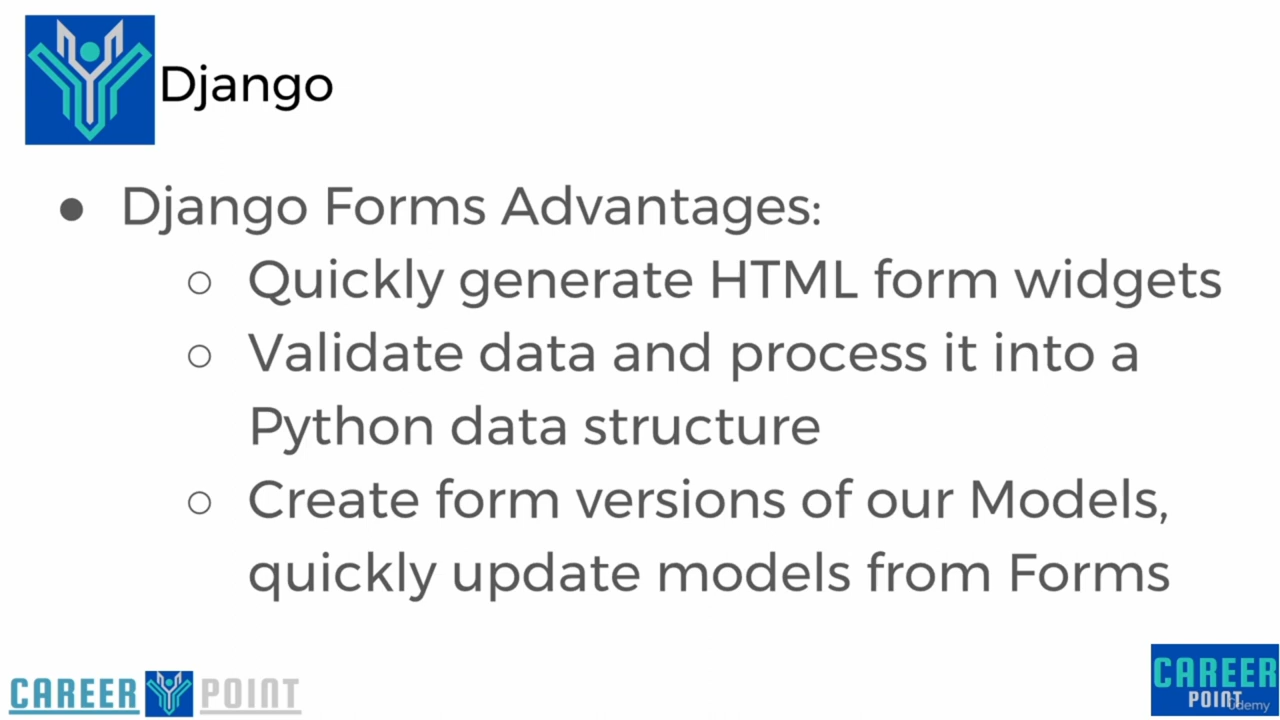 Django
● Django Forms Advantages:
○ Quickly generate HTML form widgets
○ Validate data and process it into a
Python data structure
○ Create form versions of our Models,
quickly update models from Forms
CAREER POINT
CAREER
POINT
Udemy